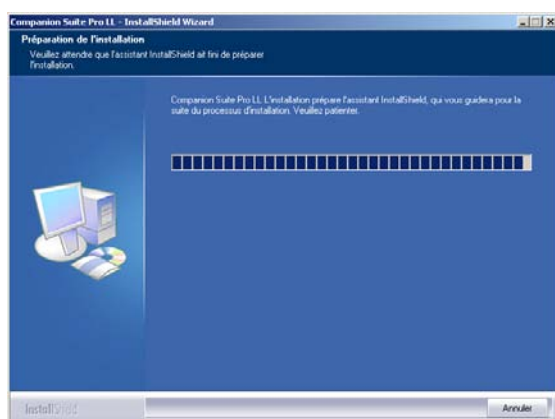 Companion Suite Pro LL - InstallShield Wizard
Préparation de l'installation
Veuillez attendre que l'assistant InstallShield ait fini de préparer
l'installation.
Companion Suite Pro LL L'installation prépare l'assistant InstallShield, qui vous guidera pour la
suite du processus d'installation. Veuillez patienter.
InstallShield
Annuler